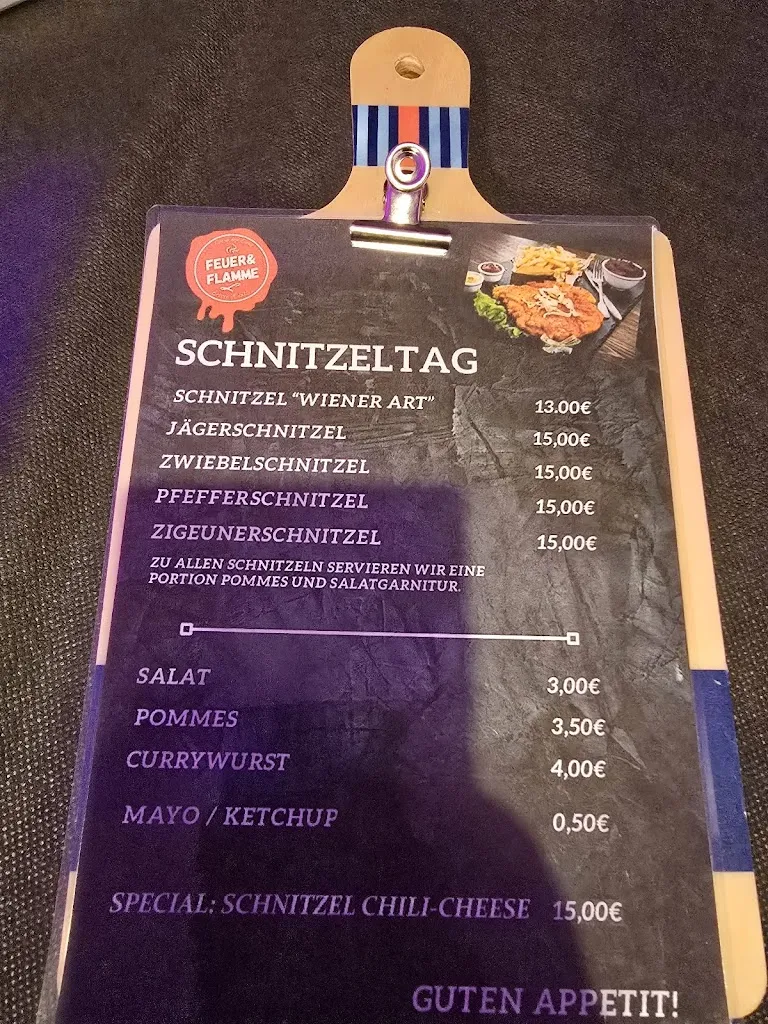 FEUER&
FLAMME
SCHNITZELTAG
SCHNITZEL "WIENER ART" 13.00€
JÄGERSCHNITZEL 15,00€
ZWIEBELSCHNITZEL 15,00€
PFEFFERSCHNITZEL 15,00€
ZIGEUNERSCHNITZEL 15,00€
ZU ALLEN SCHNITZELN SERVIEREN WIR EINE
PORTION POMMES UND SALATGARNITUR.
SALAT 3,00€
POMMES 3,50€
CURRYWURST 4,00€
MAYO / KETCHUP 0,50€
SPECIAL: SCHNITZEL CHILI-CHEESE 15,00€
GUTEN APPETIT!